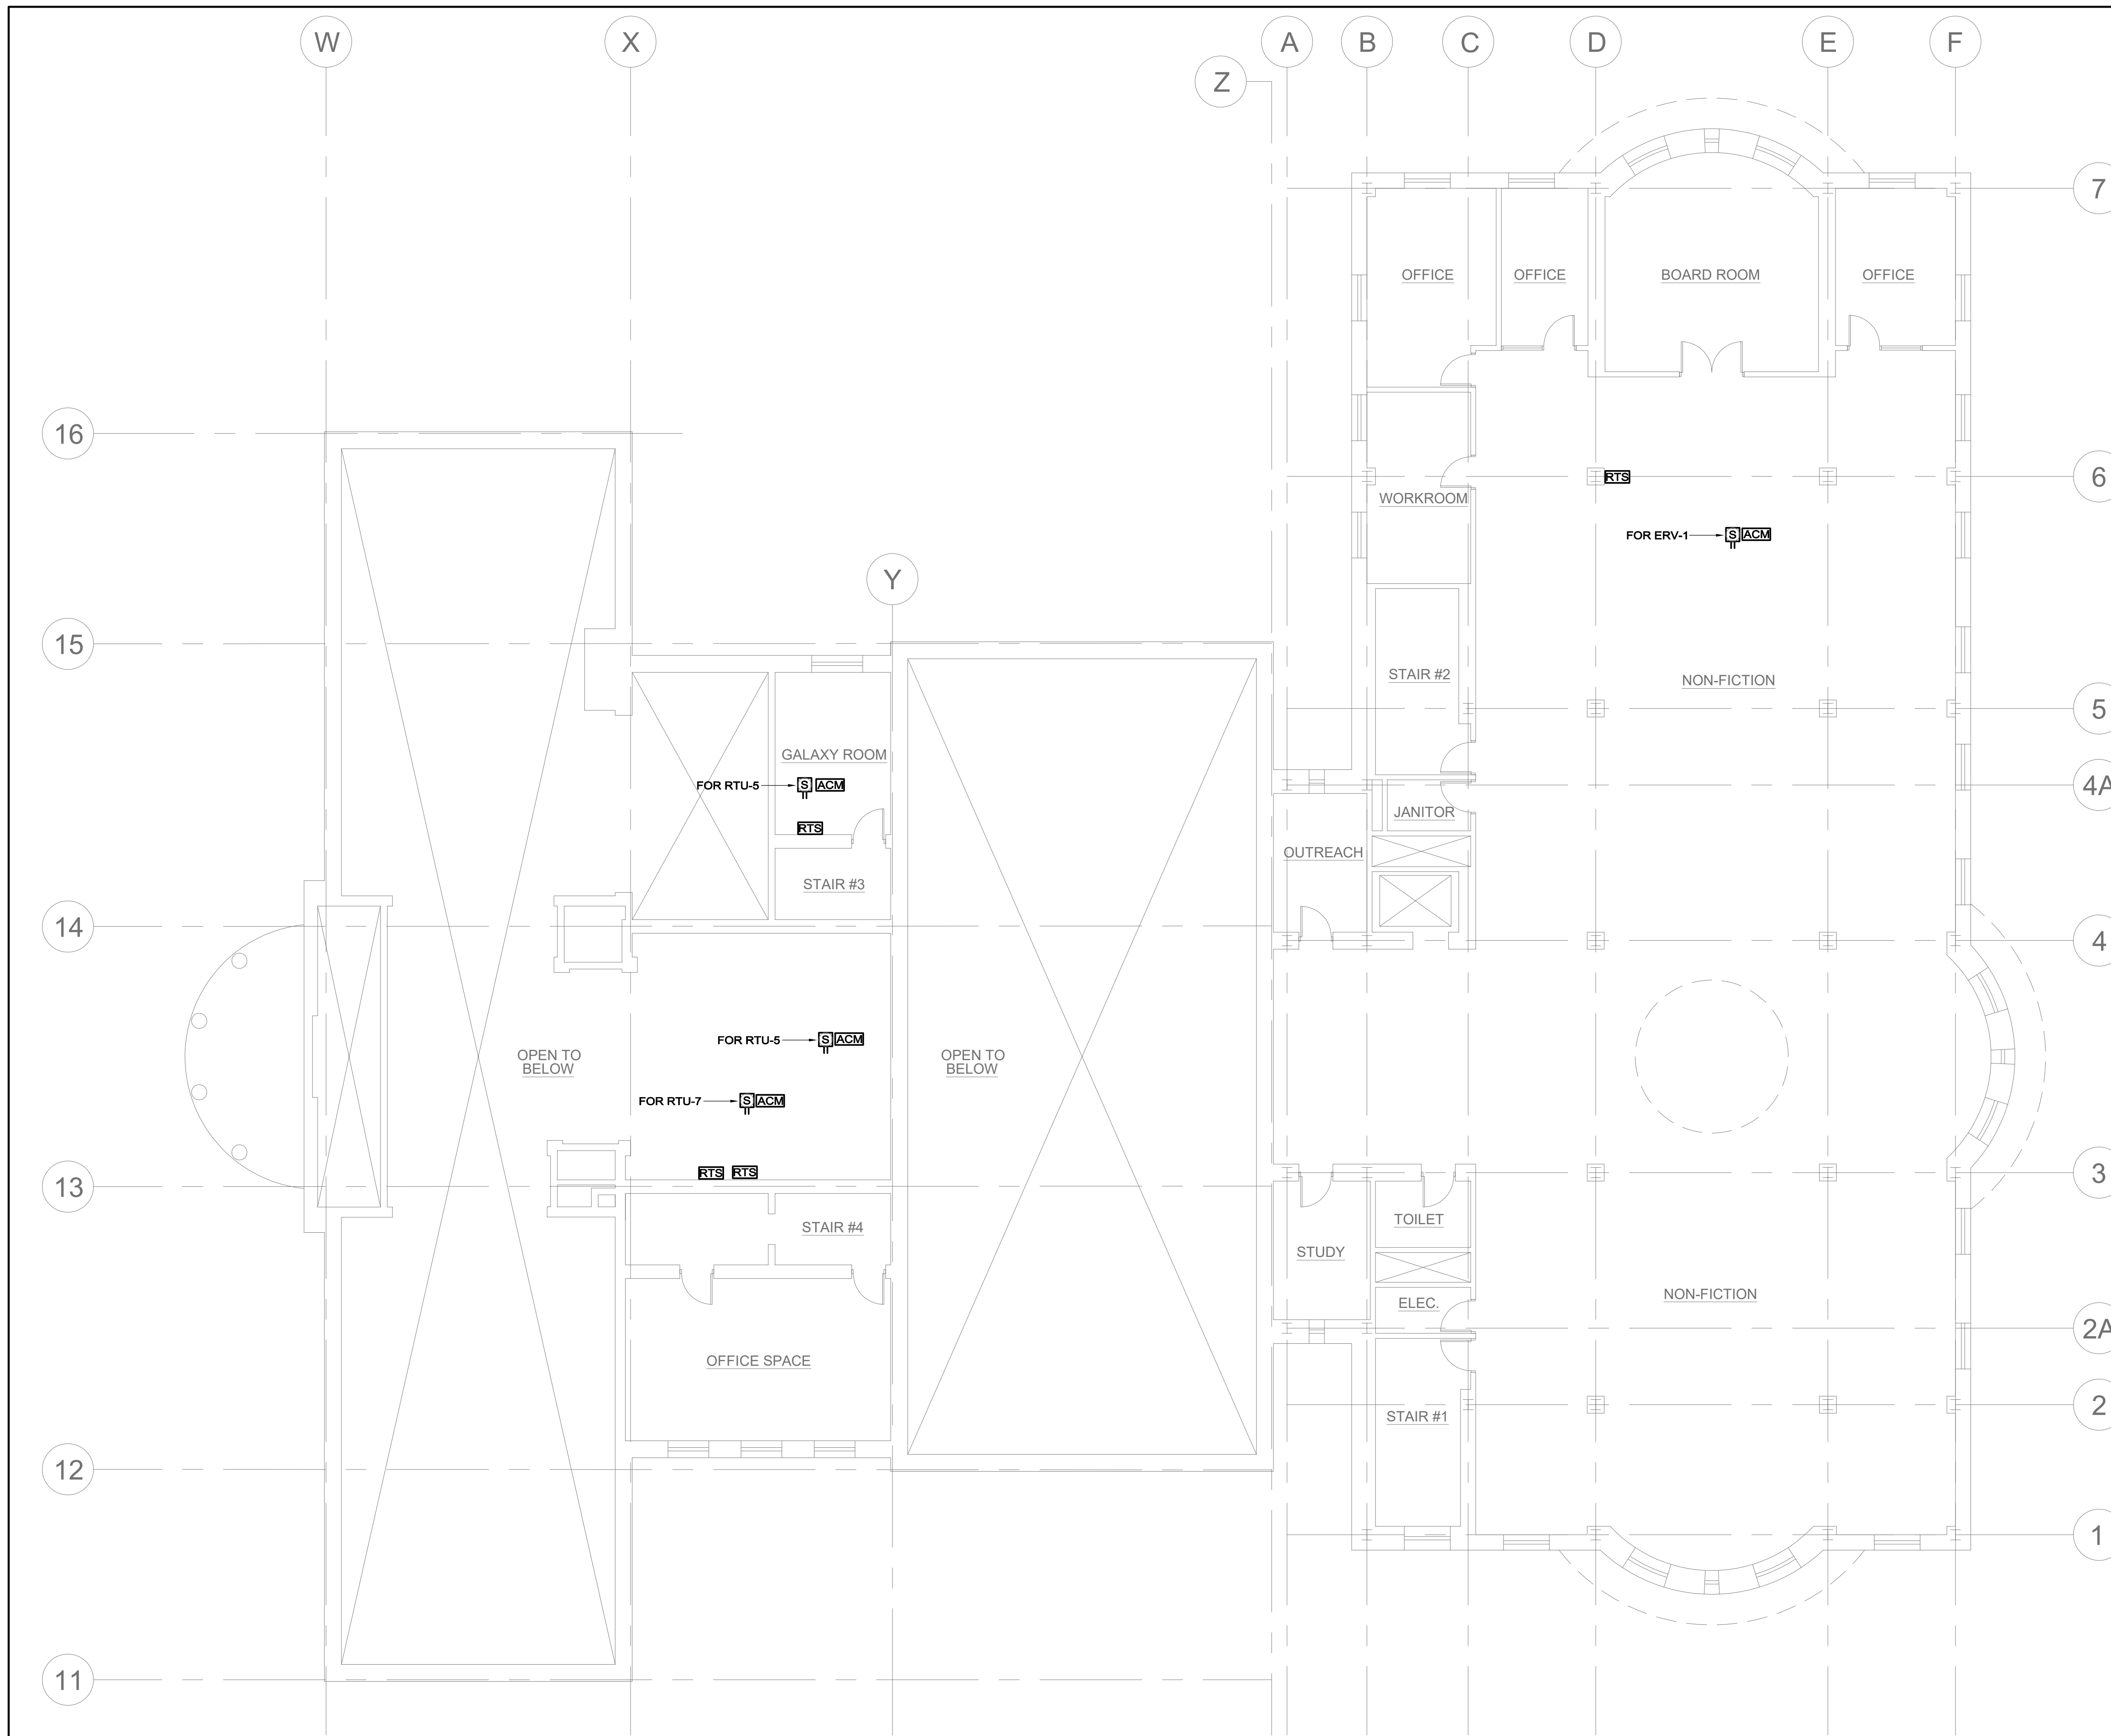 W
X
A
B
C
D
E
F
Z
7
OFFICE
OFFICE
BOARD ROOM
OFFICE
16
6
RTS
WORKROOM
FOR ERV-1
S
ACM
Y
15
STAIR #2
NON-FICTION
5
GALAXY ROOM
FOR RTU-5
S
ACM
4A
JANITOR
RTS
OUTREACH
STAIR #3
14
4
FOR RTU-5
S
ACM
OPEN TO
BELOW
OPEN TO
BELOW
FOR RTU-7
S
ACM
RTS
RTS
13
3
STAIR #4
TOILET
STUDY
NON-FICTION
ELEC.
2A
OFFICE SPACE
2
STAIR #1
12
1
11